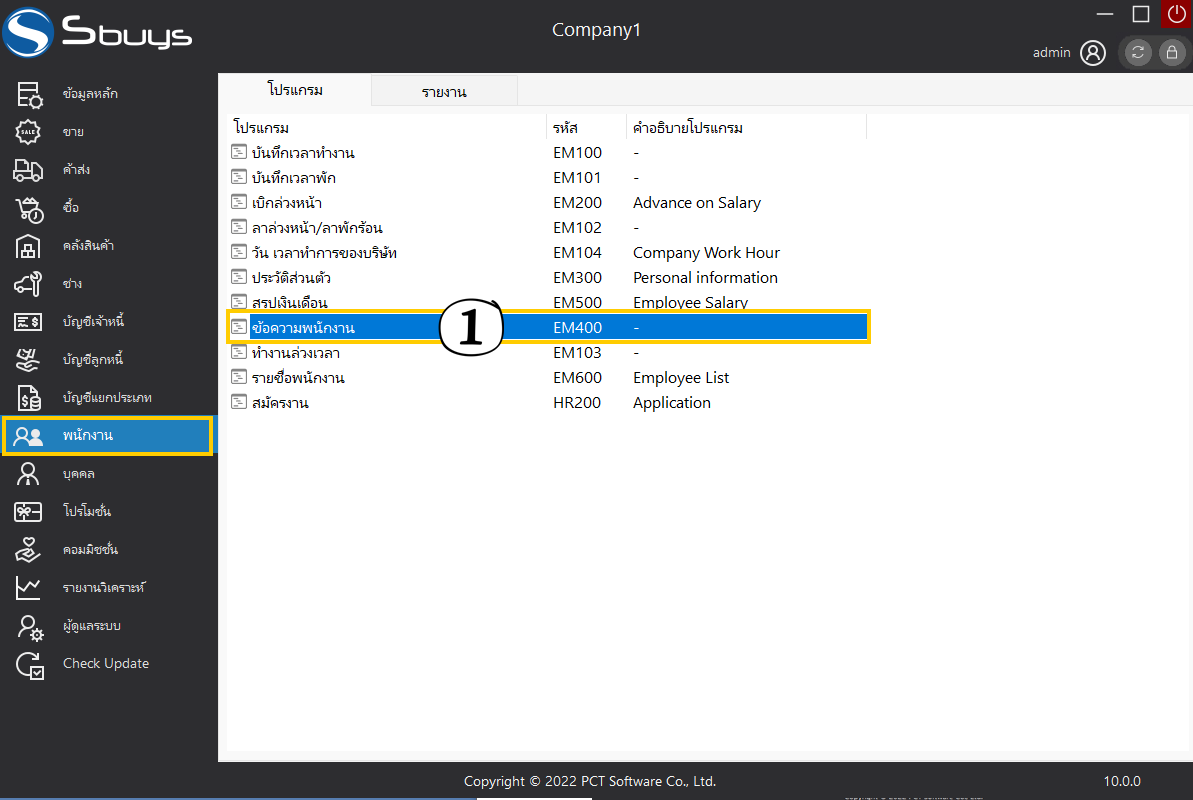 Sbuys
Company1
admin
ข้อมูลหลัก
ขาย
ค้าส่ง
ซื้อ
คลังสินค้า
ช่าง
บัญชีเจ้าหนี้
บัญชีลูกหนี้
บัญชีแยกประเภท
พนักงาน
บุคคล
โปรโมชั่น
คอมมิชชั่น
รายงานวิเคราะห์
ผู้ดูแลระบบ
Check Update
โปรแกรม รายงาน
โปรแกรม รหัส คำอธิบายโปรแกรม
บันทึกเวลาทำงาน EM100 -
บันทึกเวลาพัก EM101 -
เบิกล่วงหน้า EM200 Advance on Salary
ลาล่วงหน้า/ลาพักร้อน EM102 -
วัน เวลาทำการของบริษัท EM104 Company Work Hour
ประวัติส่วนตัว EM300 Personal information
สรุปเงินเดือน EM500 Employee Salary
ข้อความพนักงาน 1 EM400 -
ทำงานล่วงเวลา EM103 -
รายชื่อพนักงาน EM600 Employee List
สมัครงาน HR200 Application
Copyright © 2022 PCT Software Co., Ltd. 10.0.0